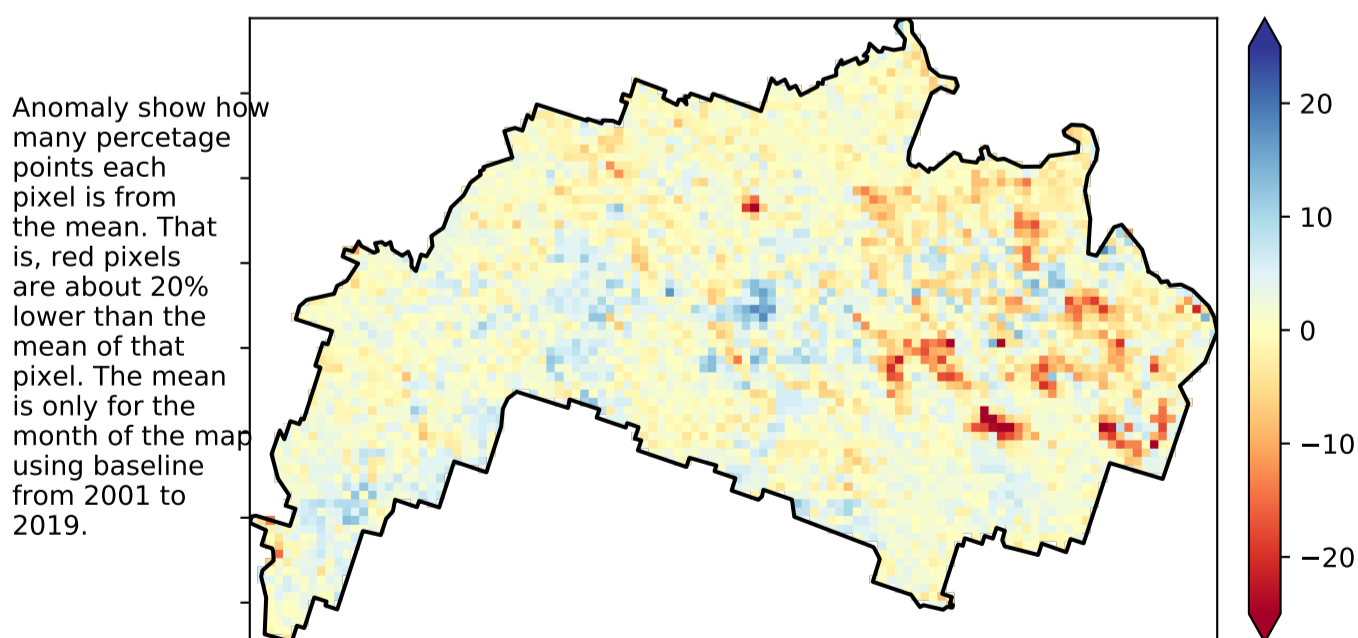 Anomaly show how
many percetage
points each
pixel is from
the mean. That
is, red pixels
are about 20%
lower than the
mean of that
pixel. The mean
is only for the
month of the map
using baseline
from 2001 to
2019.
20
10
0
−10
−20